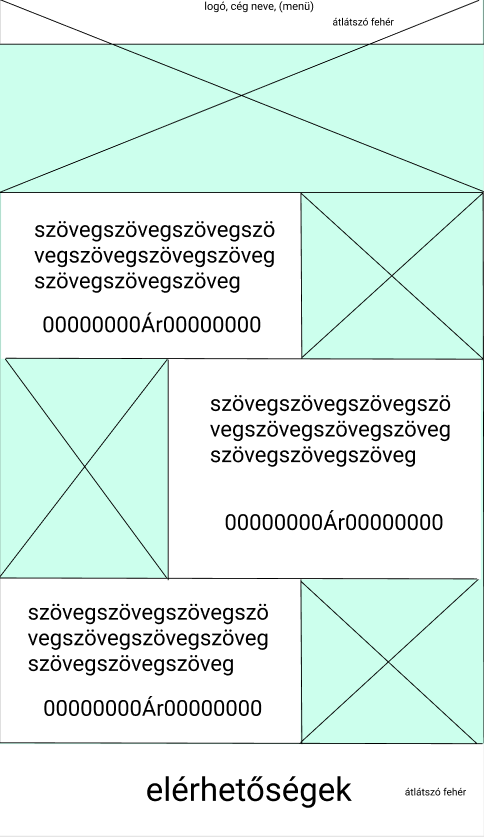 logó, cég neve, (menü)
átlátszó fehér
szövegszövegszövegszö
vegszövegszövegszöveg
szövegszövegszöveg
00000000Ár00000000
szövegszövegszövegszö
vegszövegszövegszöveg
szövegszövegszöveg
00000000Ár00000000
szövegszövegszövegszö
vegszövegszövegszöveg
szövegszövegszöveg
00000000Ár00000000
elérhetőségek
átlátszó fehér